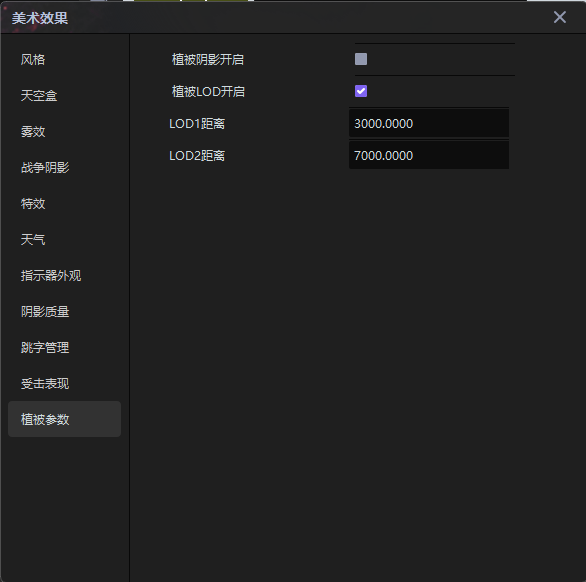 美术效果
风格
天空盒
雾效
战争阴影
特效
天气
指示器外观
阴影质量
跳字管理
受击表现
植被参数
植被阴影开启
植被LOD开启
LOD1距离 3000.0000
LOD2距离 7000.0000